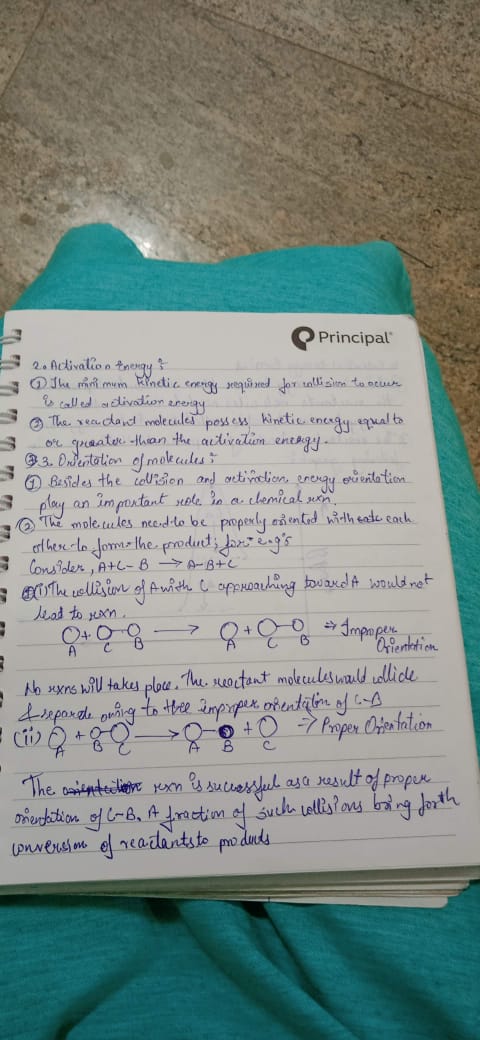 Principal
2. Activation Energy :
① The minimum kinetic energy required for collision to occur
is called activation energy
② The reactant molecules possess kinetic energy equal to
or greater than the activation energy.
3. Orientation of molecules :
① Besides the collision and activation energy orientation
play an important role in a chemical rxn.
② The molecules need to be properly oriented with each
other to form the product; for e.g's
Consider, A+C-B → A-B+C
(i) The collision of A with C approaching toward A would not
lead to rxn.
A + C B → A + C B ⇒ Improper
Orientation
No rxns will takes place. The reactant molecules would collide
& separate owing to thee improper orientation of C-B
(ii) A + B C → A B + C ⇒ Proper Orientation
The rxn is successful as a result of proper
orientation of C-B. A fraction of such collisions bring forth
conversion of reactants to products